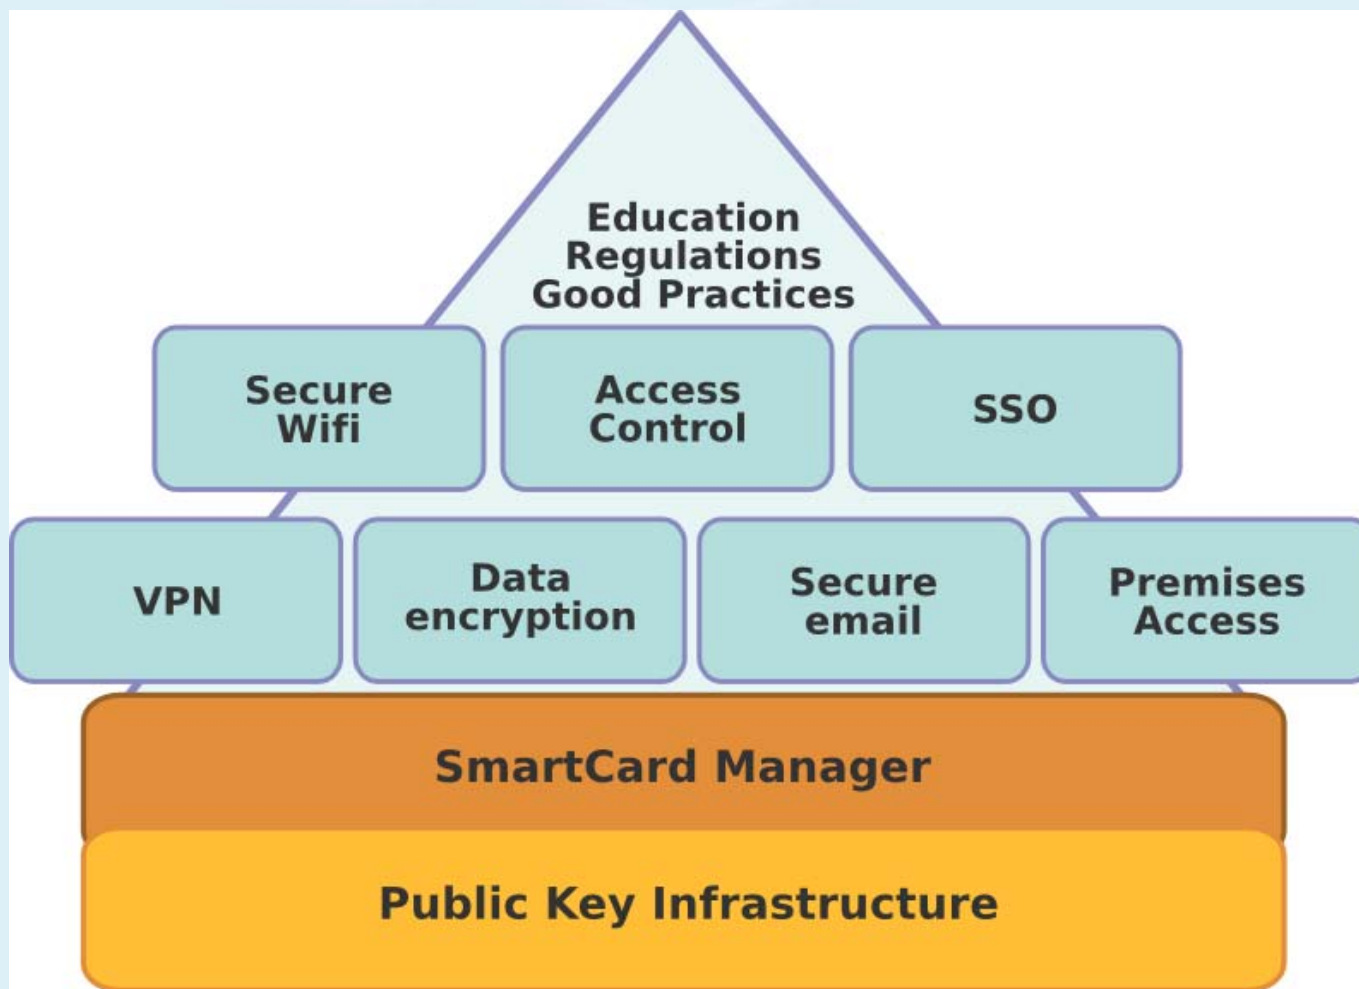 Education
Regulations
Good Practices
Secure
Wifi
Access
Control
SSO
VPN
Data
encryption
Secure
email
Premises
Access
SmartCard Manager
Public Key Infrastructure